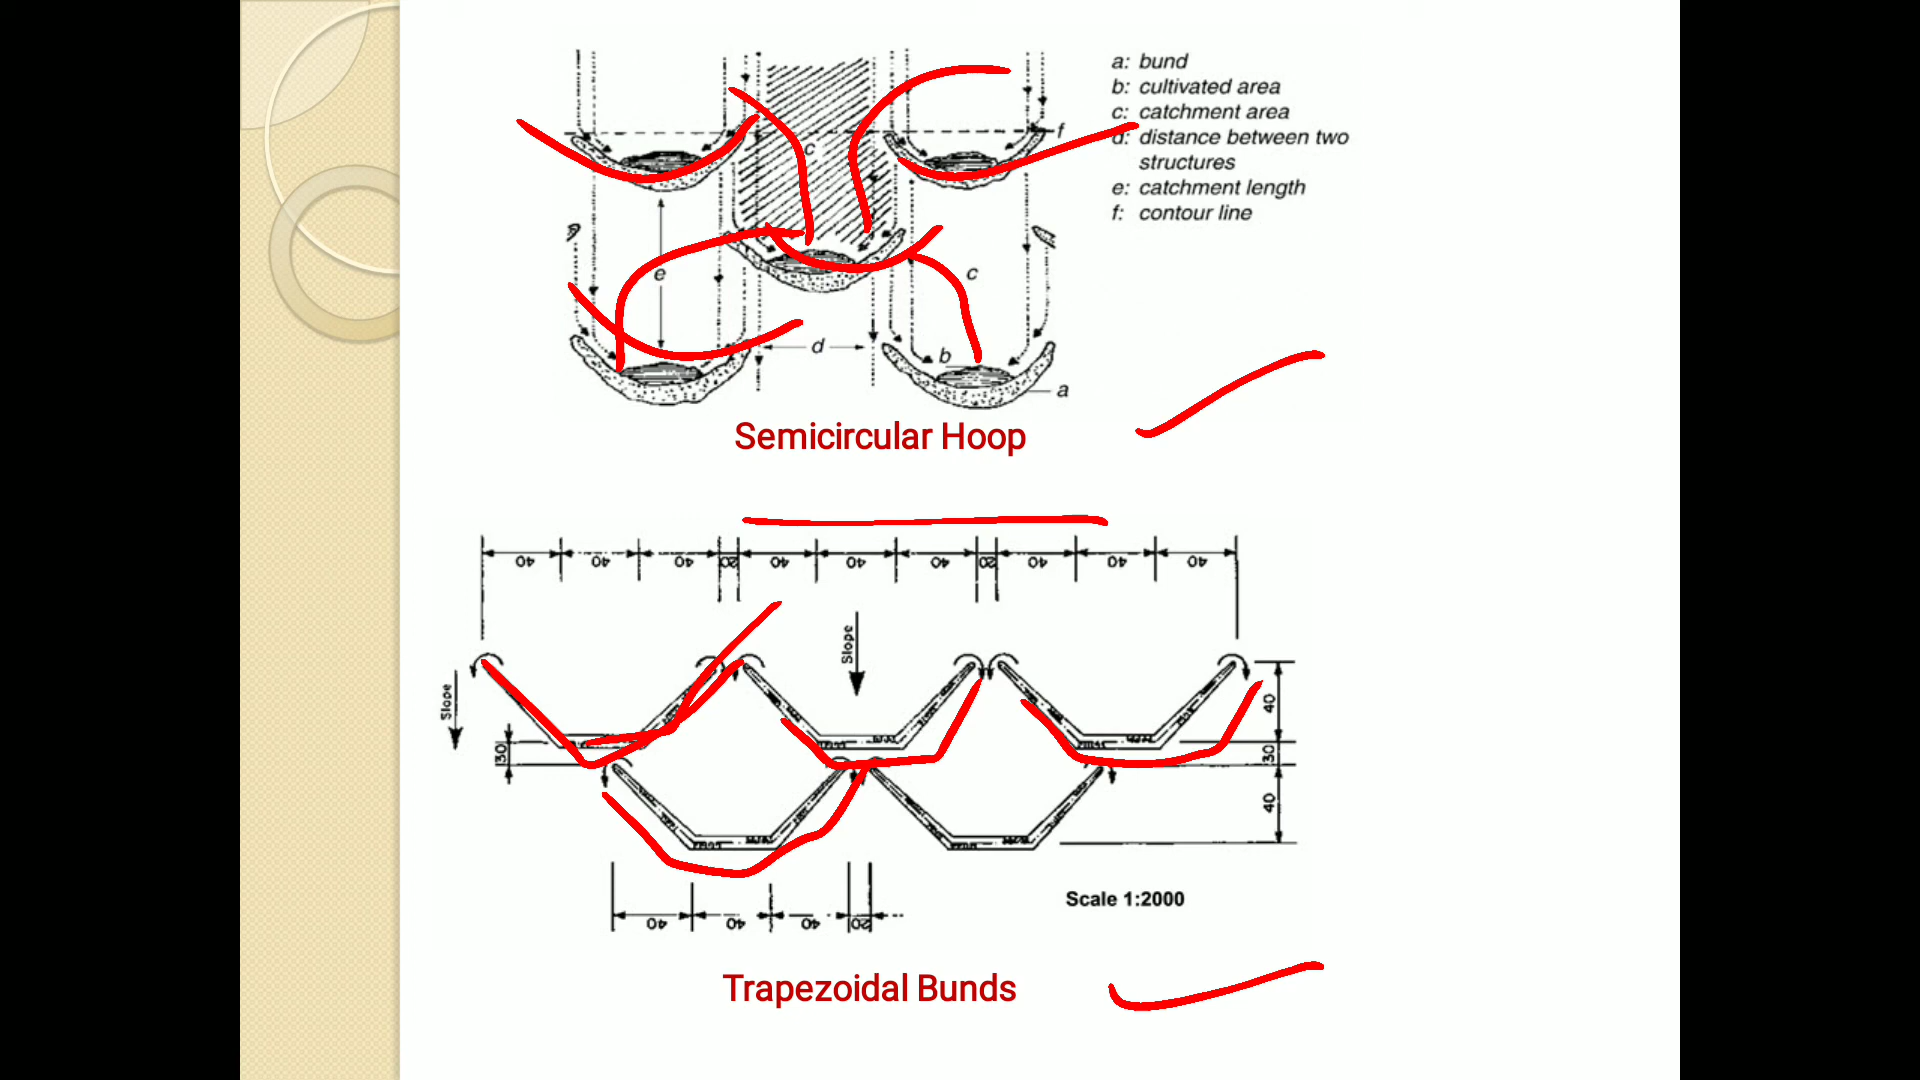 a: bund
b: cultivated area
c: catchment area
d: distance between two
structures
e: catchment length
f: contour line
f
c
e
c
d
b
a
Semicircular Hoop
40 40 40 20 40 40 40 20 40 40 40
Slope
Slope
40
30
30
40
Scale 1:2000
40 40 40 20
Trapezoidal Bunds